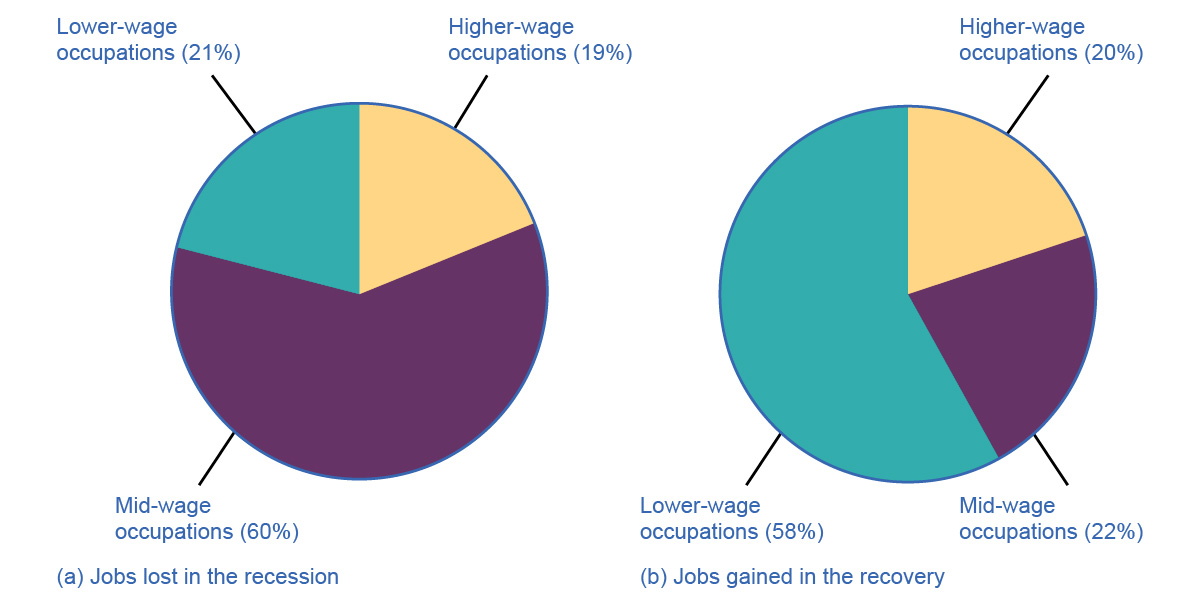 Lower-wage
occupations (21%)
Higher-wage
occupations (19%)
Mid-wage
occupations (60%)
(a) Jobs lost in the recession
Higher-wage
occupations (20%)
Lower-wage
occupations (58%)
Mid-wage
occupations (22%)
(b) Jobs gained in the recovery